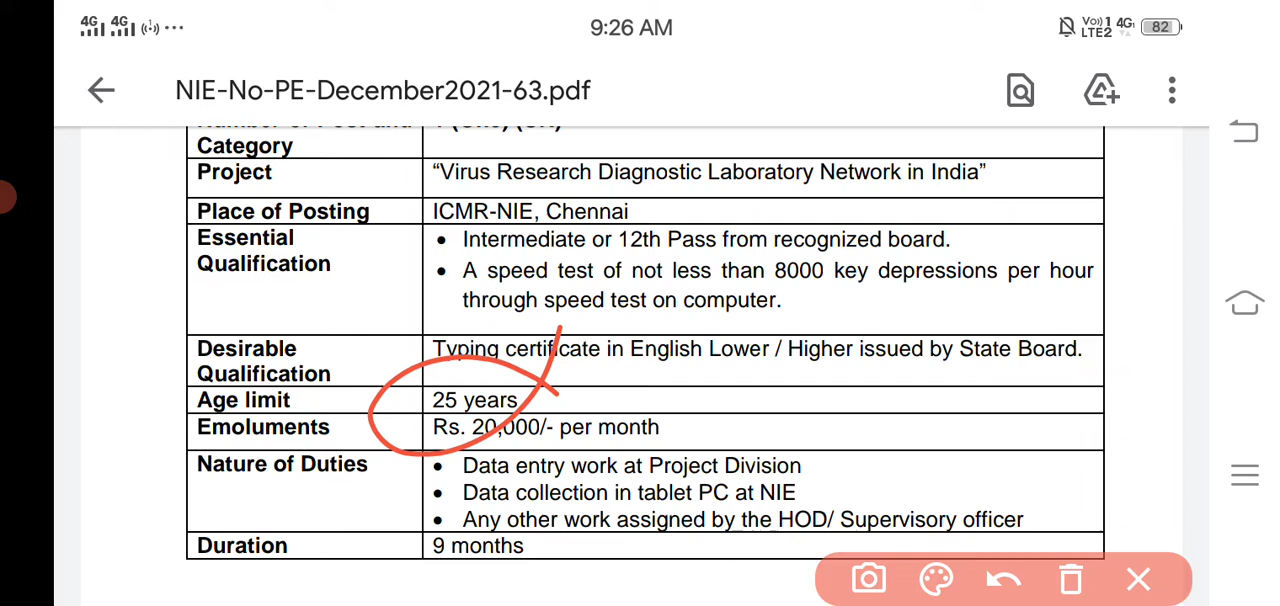 4G 4G 9:26 AM Vo)) 1 4G LTE2 82
NIE-No-PE-December2021-63.pdf
Category
Project "Virus Research Diagnostic Laboratory Network in India"
Place of Posting ICMR-NIE, Chennai
Essential • Intermediate or 12th Pass from recognized board.
Qualification • A speed test of not less than 8000 key depressions per hour
through speed test on computer.
Desirable Typing certificate in English Lower / Higher issued by State Board.
Qualification
Age limit 25 years
Emoluments Rs. 20,000/- per month
Nature of Duties • Data entry work at Project Division
• Data collection in tablet PC at NIE
• Any other work assigned by the HOD/ Supervisory officer
Duration 9 months